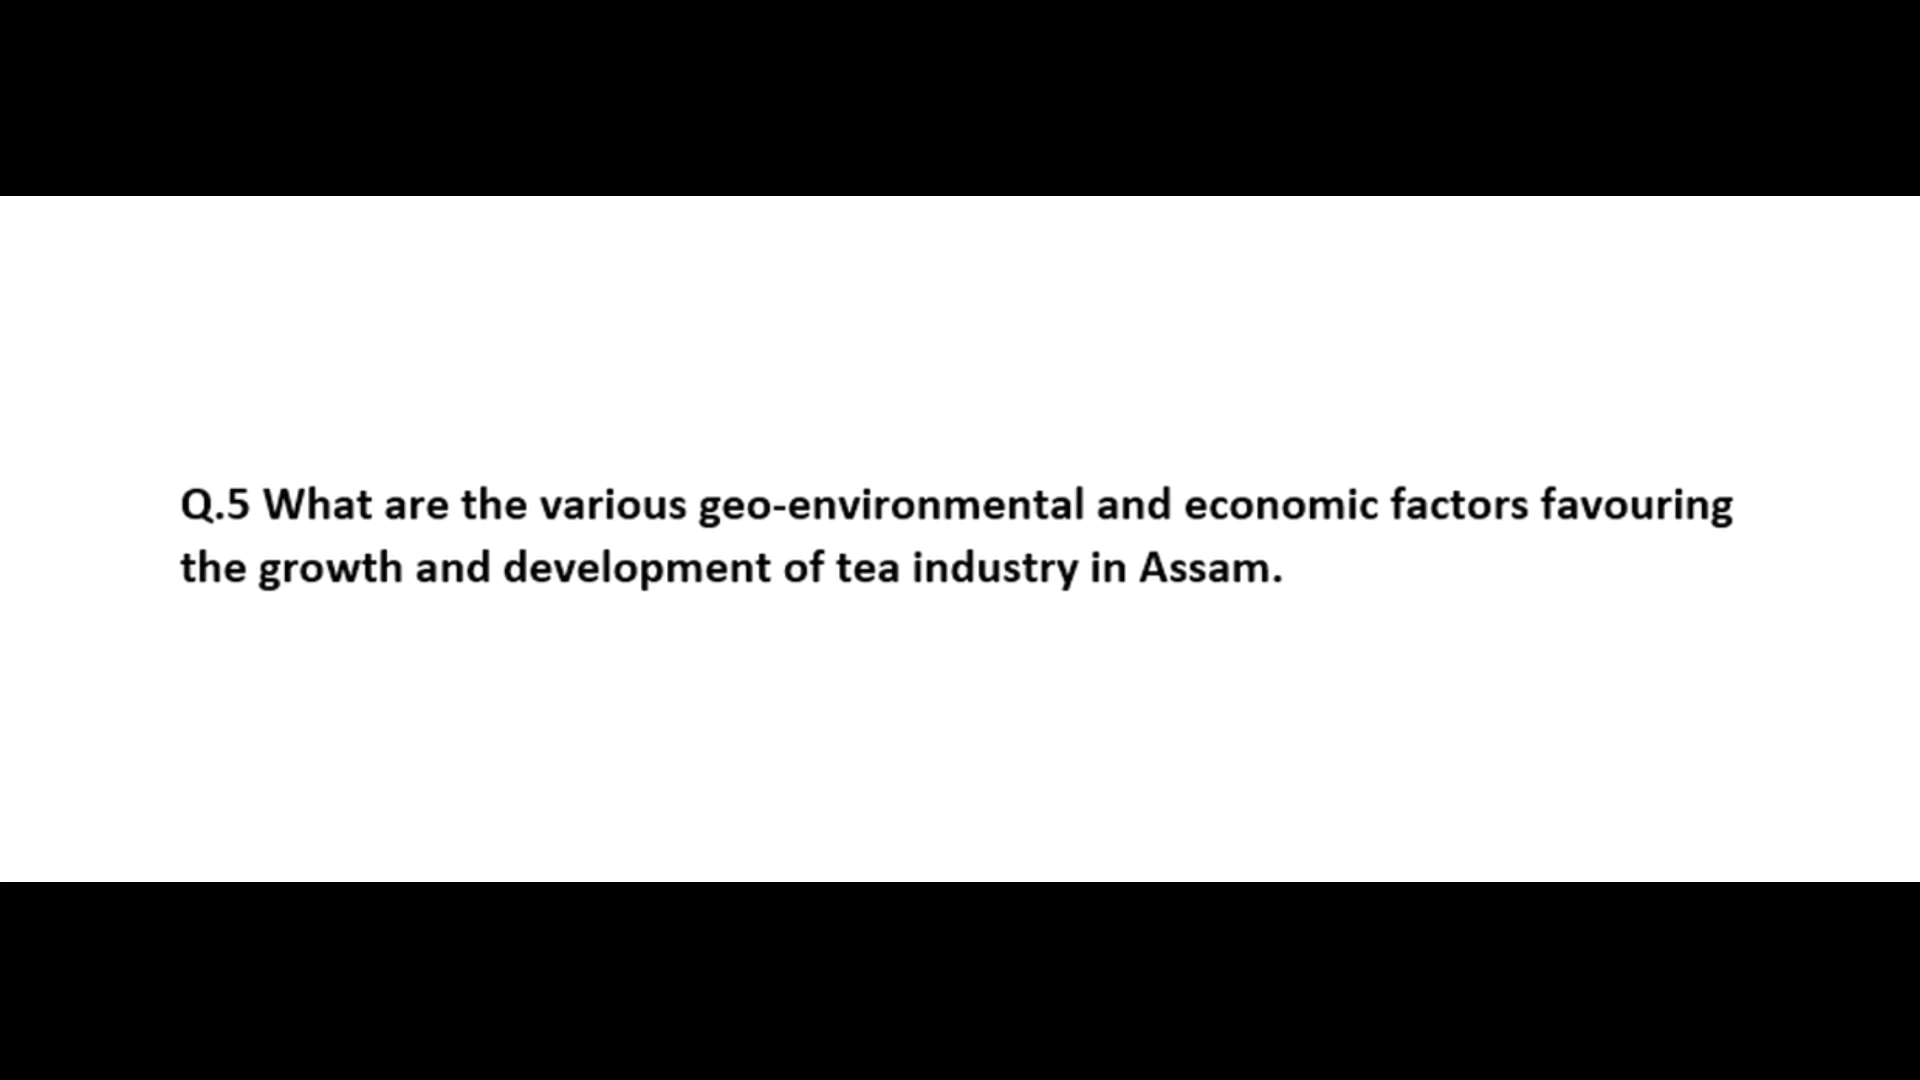 Q.5 What are the various geo-environmental and economic factors favouring
the growth and development of tea industry in Assam.